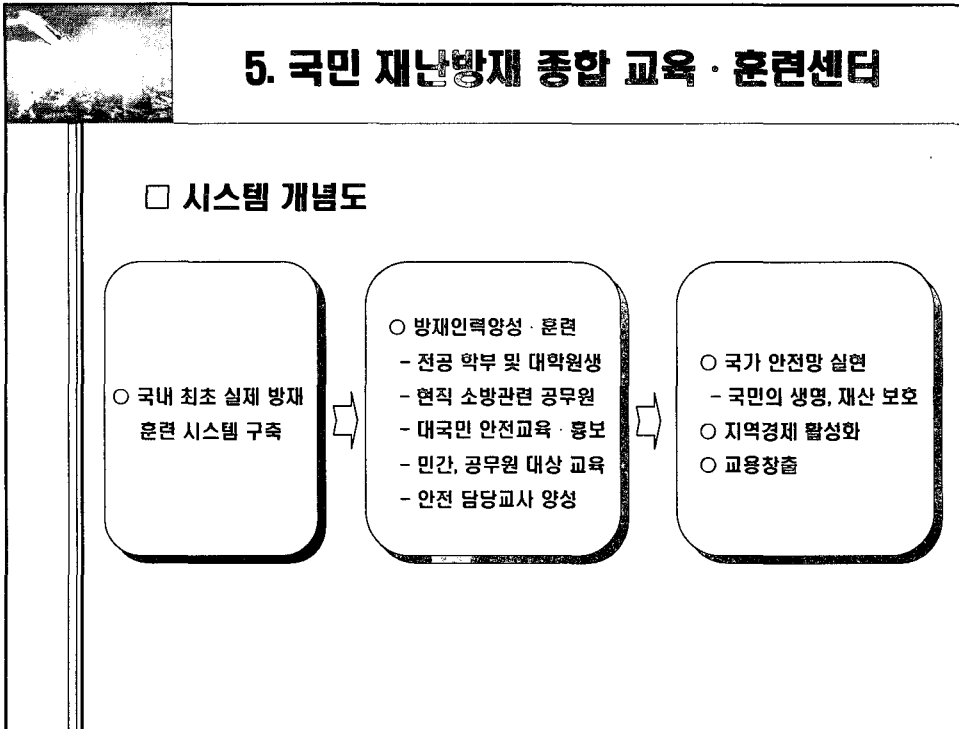 5. 국민 재난방재 종합 교육 · 훈련센터
□ 시스템 개념도
○ 국내 최초 실제 방재
훈련 시스템 구축
○ 방재인력양성 · 훈련
- 전공 학부 및 대학원생
- 현직 소방관련 공무원
- 대국민 안전교육 · 홍보
- 민간, 공무원 대상 교육
- 안전 담당교사 양성
○ 국가 안전망 실현
- 국민의 생명, 재산 보호
○ 지역경제 활성화
○ 고용창출